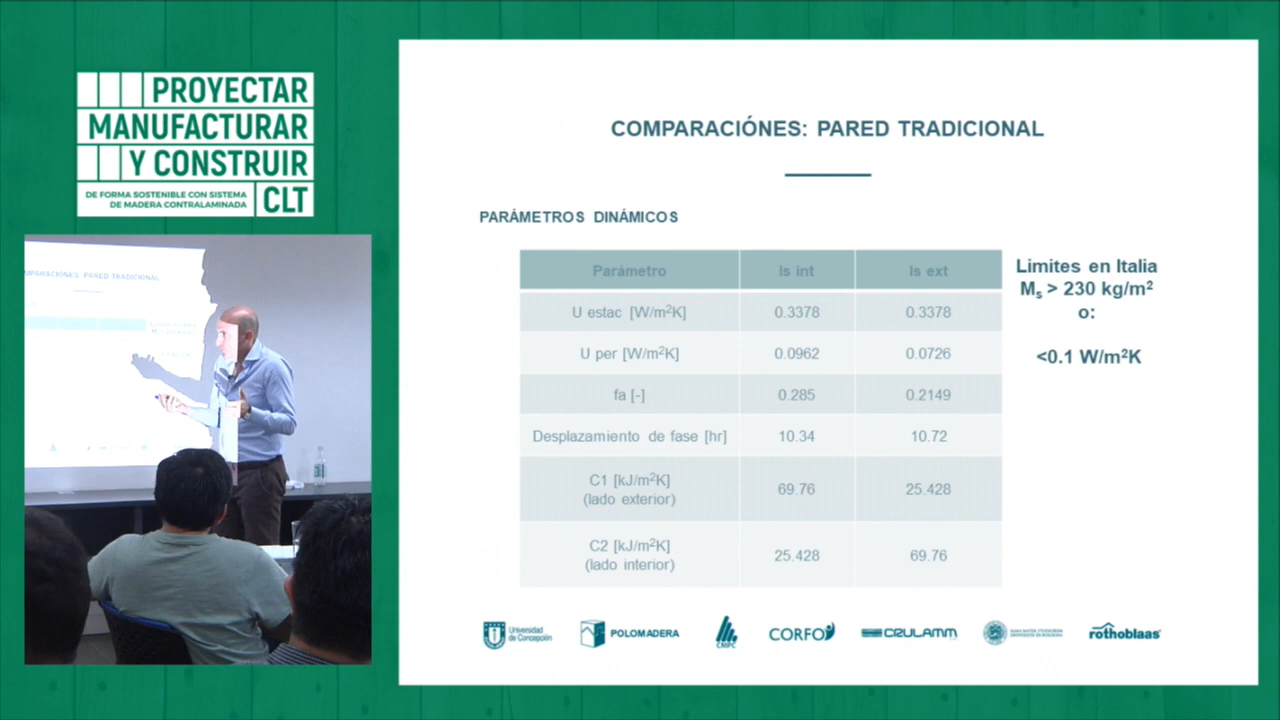 PROYECTAR
MANUFACTURAR
Y CONSTRUIR
DE FORMA SOSTENIBLE CON SISTEMA
DE MADERA CONTRALAMINADA
CLT
COMPARACIÓNES: PARED TRADICIONAL
PARÁMETROS DINÁMICOS
Parámetro Is int Is ext
U estac [W/m²K] 0.3378 0.3378
U per [W/m²K] 0.0962 0.0726
fa [-] 0.285 0.2149
Desplazamiento de fase [hr] 10.34 10.72
C1 [kJ/m²K]
(lado exterior) 69.76 25.428
C2 [kJ/m²K]
(lado interior) 25.428 69.76
Limites en Italia
Ms > 230 kg/m²
o:
<0.1 W/m²K
Universidad
de Concepción
POLOMADERA
CMPC
CORFO
CRULAMM
rothoblaas